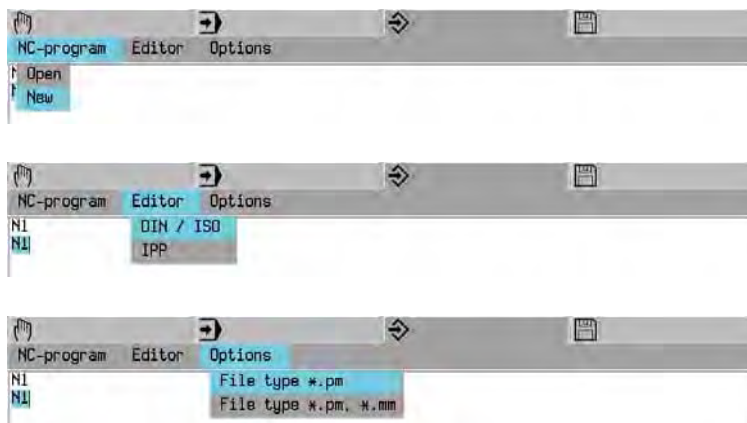 NC-program Editor Options
Open
New
NC-program Editor Options
N1 DIN / ISO
N1 IPP
NC-program Editor Options
N1 File type *.pm
N1 File type *.pm, *.mm